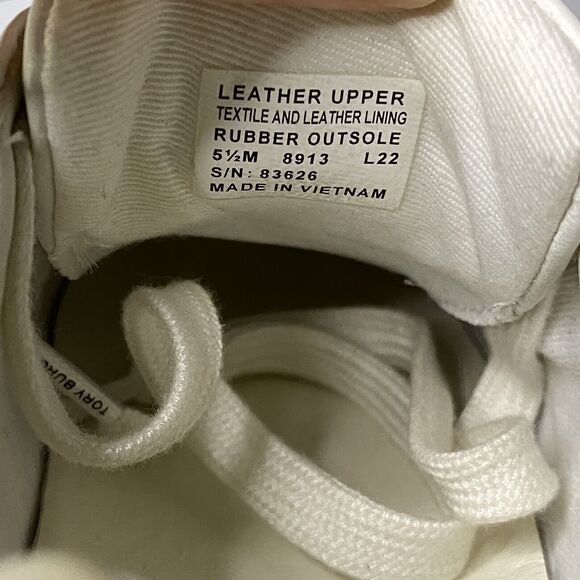 LEATHER UPPER
TEXTILE AND LEATHER LINING
RUBBER OUTSOLE
5½M 8913 L22
S/N: 83626
MADE IN VIETNAM
TORY